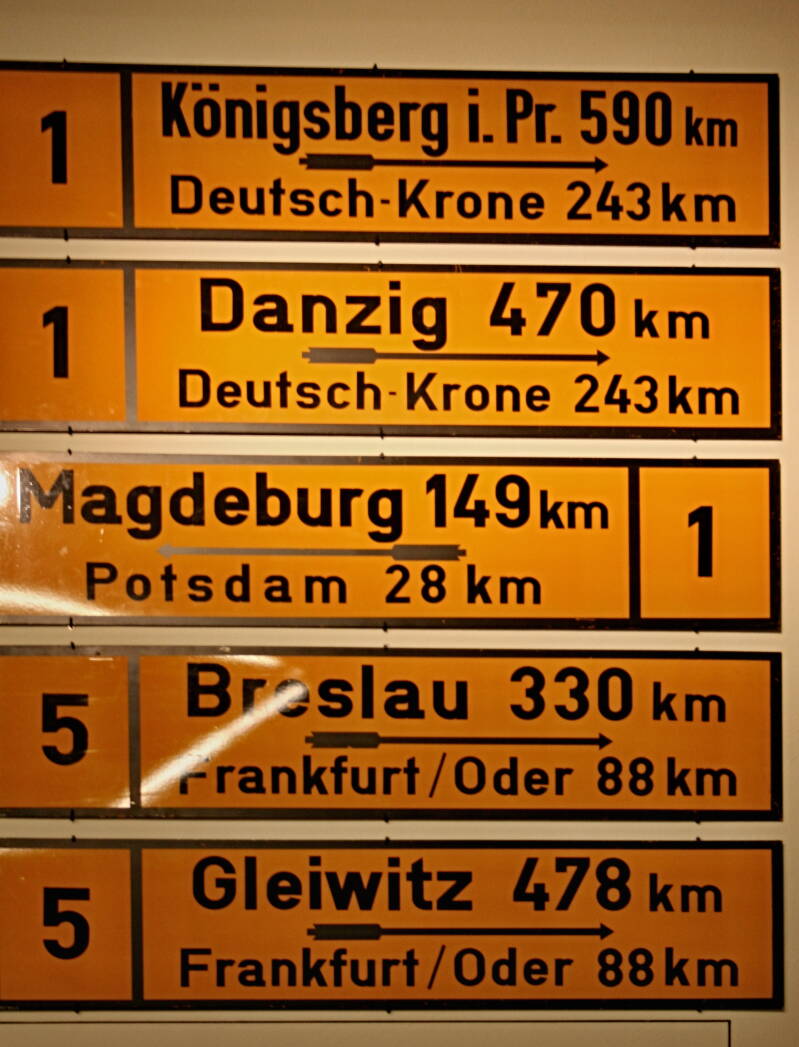 1
Königsberg i. Pr. 590 km
Deutsch-Krone 243 km
1
Danzig 470 km
Deutsch-Krone 243 km
Magdeburg 149 km
Potsdam 28 km
1
5
Breslau 330 km
Frankfurt/Oder 88 km
5
Gleiwitz 478 km
Frankfurt/Oder 88 km